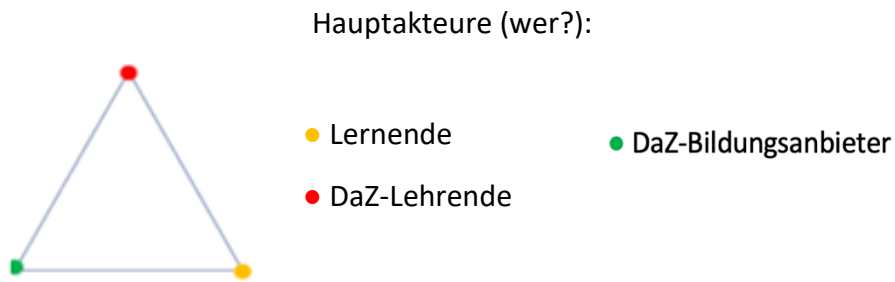 Hauptakteure (wer?):
Lernende
DaZ-Bildungsanbieter
DaZ-Lehrende